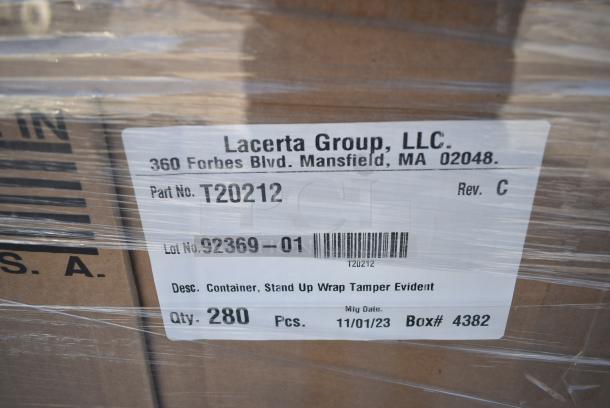 IN
S. A.
Lacerta Group, LLC.
360 Forbes Blvd. Mansfield, MA 02048.
Part No. T20212 Rev. C
Lot No. 92369-01
T20212
Desc. Container, Stand Up Wrap Tamper Evident
Qty. 280 Pcs. Mfg Date. 11/01/23 Box# 4382